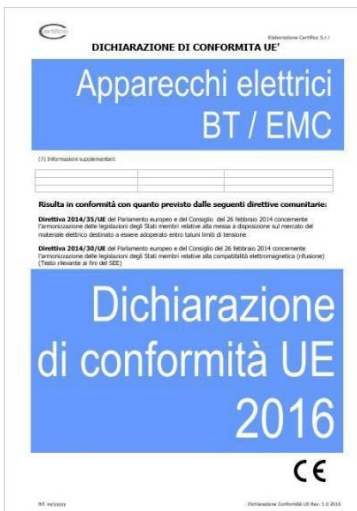 Certifico
Elaborazione Certifico S.r.l.
DICHIARAZIONE DI CONFORMITA UE'
Apparecchi elettrici
BT / EMC
(7) Informazioni supplementari:
Risulta in conformità con quanto previsto dalle seguenti direttive comunitarie:
Direttiva 2014/35/UE del Parlamento europeo e del Consiglio del 26 febbraio 2014 concernente
l'armonizzazione delle legislazioni degli Stati membri relative alla messa a disposizione sul mercato del
materiale elettrico destinato a essere adoperato entro taluni limiti di tensione
Direttiva 2014/30/UE del Parlamento europeo e del Consiglio del 26 febbraio 2014 concernente
l'armonizzazione delle legislazioni degli Stati membri relative alla compatibilità elettromagnetica (rifusione)
(Testo rilevante ai fini del SEE)
Dichiarazione
di conformità UE
2016
CE
Dichiarazione Conformità UE Rev. 1.0 2016